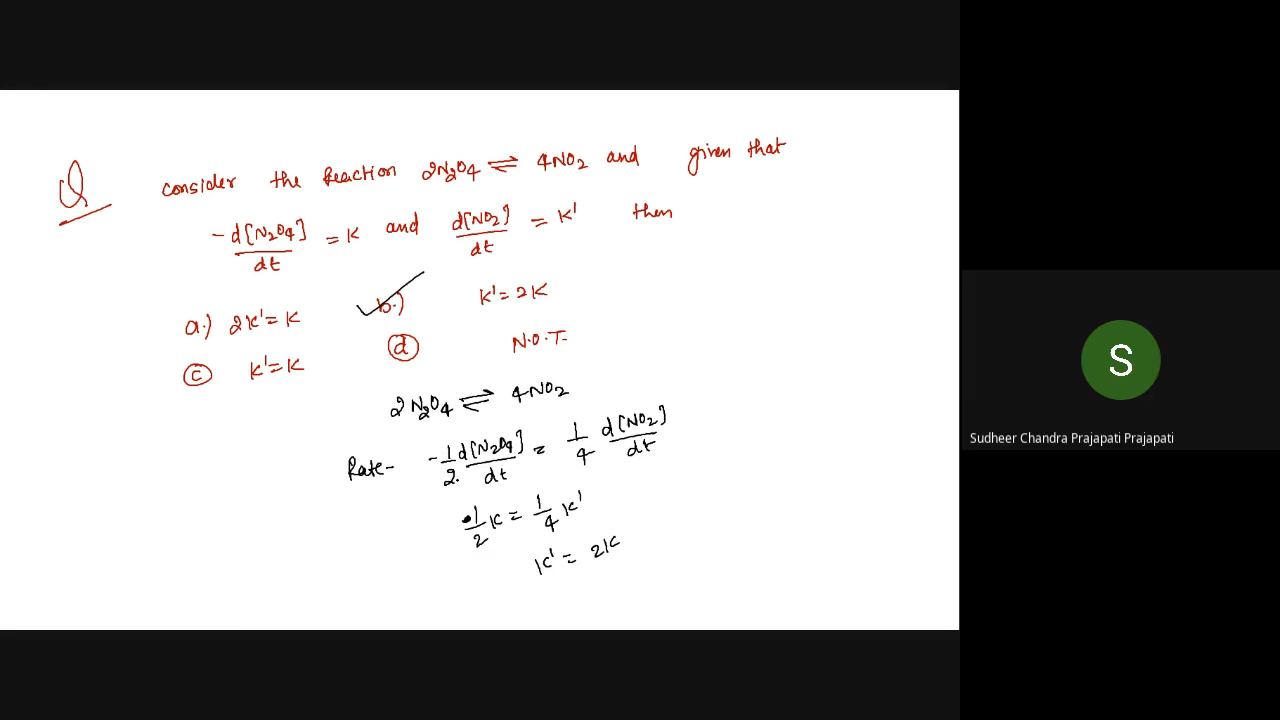 Q consider the Reaction 2N₂O₄ ⇌ 4NO₂ and given that
-d[N₂O₄]/dt = K and d[NO₂]/dt = K' then
a.) 2K' = K b.) K' = 2K
(c) K' = K (d) N.O.T.
2N₂O₄ ⇌ 4NO₂
Rate- -1/2 d[N₂O₄]/dt = 1/4 d[NO₂]/dt
1/2 K = 1/4 K'
K' = 2K
S
Sudheer Chandra Prajapati Prajapati